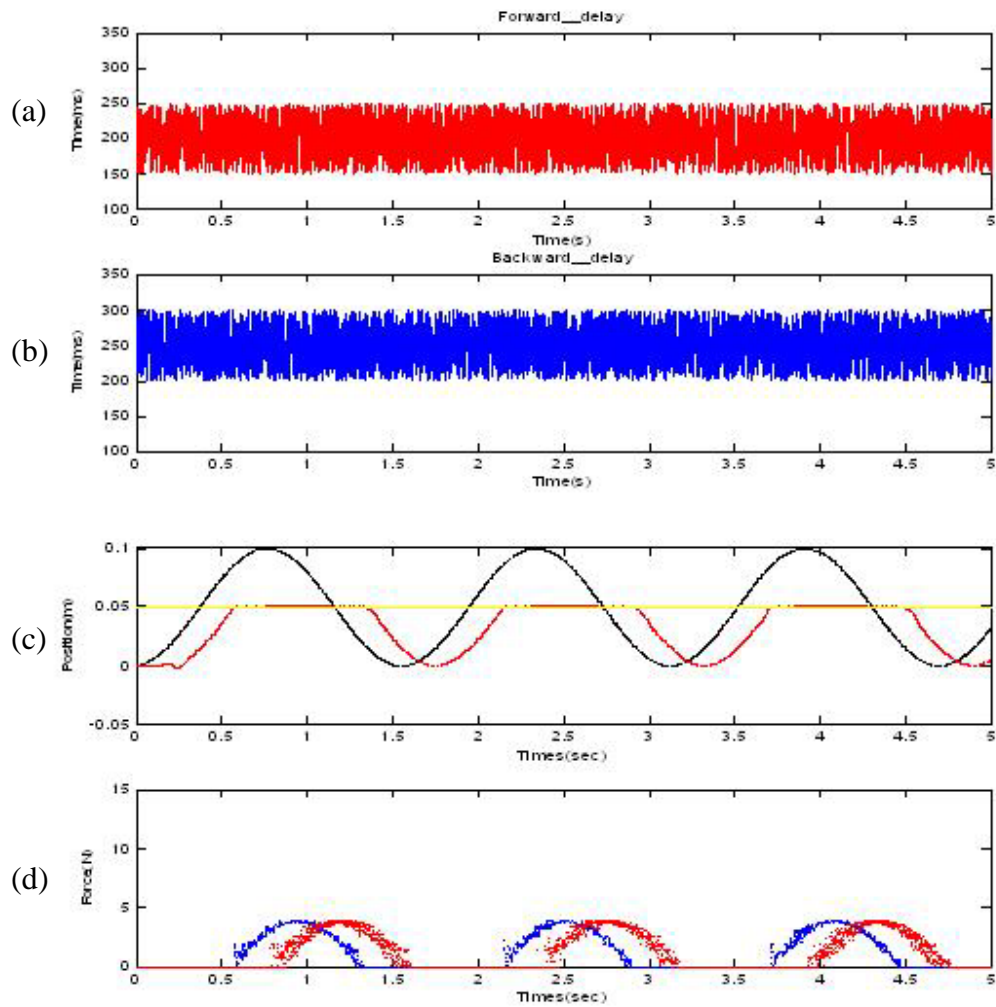 Forward__delay
(a)
Time(ms)
350
300
250
200
150
100
0 0.5 1 1.5 2 2.5 3 3.5 4 4.5 5
Time(s)
Backward__delay
(b)
Time(ms)
350
300
250
200
150
100
0 0.5 1 1.5 2 2.5 3 3.5 4 4.5 5
Time(s)
(c)
Position(m)
0.1
0.05
0
-0.05
0 0.5 1 1.5 2 2.5 3 3.5 4 4.5 5
Times(sec)
(d)
Force(N)
15
10
5
0
0 0.5 1 1.5 2 2.5 3 3.5 4 4.5 5
Times(sec)